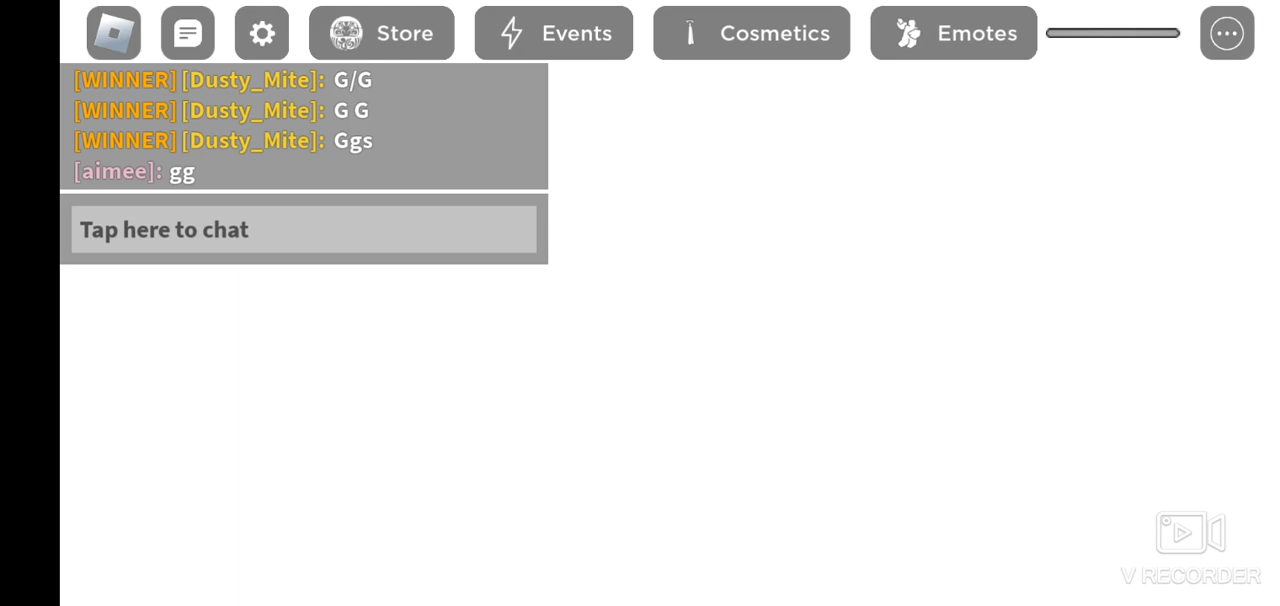 Store Events Cosmetics Emotes
[WINNER] [Dusty_Mite]: G/G
[WINNER] [Dusty_Mite]: G G
[WINNER] [Dusty_Mite]: Ggs
[aimee]: gg
Tap here to chat
V RECORDER